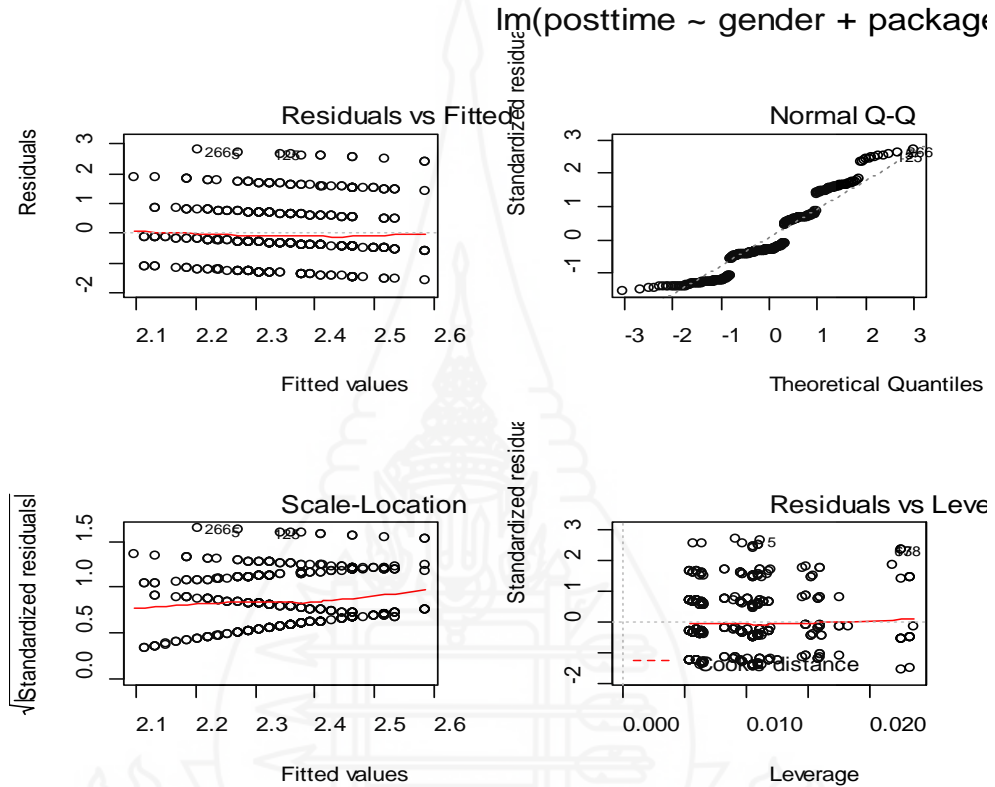 lm(posttime ~ gender + package
Residuals vs Fitted
Residuals
3
2
1
0
-2
266
125
2.1 2.2 2.3 2.4 2.5 2.6
Fitted values
Normal Q-Q
Standardized residua
3
2
1
0
-1
-3 -2 -1 0 1 2 3
Theoretical Quantiles
Scale-Location
√|Standardized residuals|
1.5
1.0
0.5
0.0
266
125
2.1 2.2 2.3 2.4 2.5 2.6
Fitted values
Residuals vs Leve
Standardized residua
3
2
1
0
-2
5
Cook's distance
0.000 0.010 0.020
Leverage